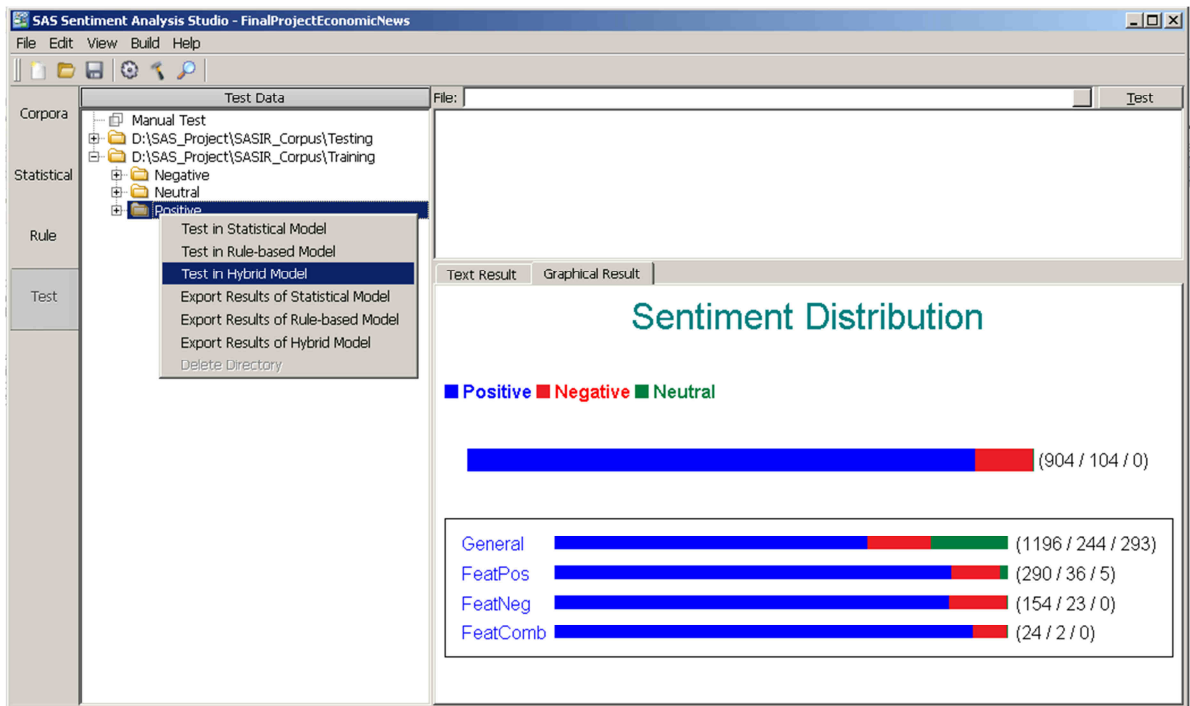 SAS Sentiment Analysis Studio - FinalProjectEconomicNews
File Edit View Build Help
Corpora
Statistical
Rule
Test
Test Data
Manual Test
D:\SAS_Project\SASIR_Corpus\Testing
D:\SAS_Project\SASIR_Corpus\Training
Negative
Neutral
Positive
Test in Statistical Model
Test in Rule-based Model
Test in Hybrid Model
Export Results of Statistical Model
Export Results of Rule-based Model
Export Results of Hybrid Model
Delete Directory
File: Test
Text Result Graphical Result
Sentiment Distribution
Positive Negative Neutral
(904 / 104 / 0)
General (1196 / 244 / 293)
FeatPos (290 / 36 / 5)
FeatNeg (154 / 23 / 0)
FeatComb (24 / 2 / 0)